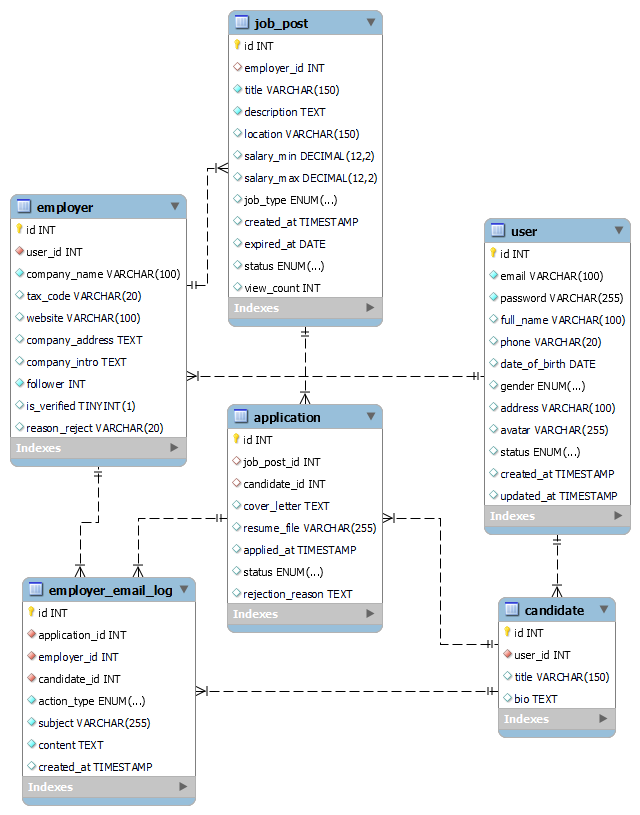 job_post
id INT
employer_id INT
title VARCHAR(150)
description TEXT
location VARCHAR(150)
salary_min DECIMAL(12,2)
salary_max DECIMAL(12,2)
job_type ENUM(...)
created_at TIMESTAMP
expired_at DATE
status ENUM(...)
view_count INT
Indexes
employer
id INT
user_id INT
company_name VARCHAR(100)
tax_code VARCHAR(20)
website VARCHAR(100)
company_address TEXT
company_intro TEXT
follower INT
is_verified TINYINT(1)
reason_reject VARCHAR(20)
Indexes
user
id INT
email VARCHAR(100)
password VARCHAR(255)
full_name VARCHAR(100)
phone VARCHAR(20)
date_of_birth DATE
gender ENUM(...)
address VARCHAR(100)
avatar VARCHAR(255)
status ENUM(...)
created_at TIMESTAMP
updated_at TIMESTAMP
Indexes
application
id INT
job_post_id INT
candidate_id INT
cover_letter TEXT
resume_file VARCHAR(255)
applied_at TIMESTAMP
status ENUM(...)
rejection_reason TEXT
Indexes
employer_email_log
id INT
application_id INT
employer_id INT
candidate_id INT
action_type ENUM(...)
subject VARCHAR(255)
content TEXT
created_at TIMESTAMP
Indexes
candidate
id INT
user_id INT
title VARCHAR(150)
bio TEXT
Indexes